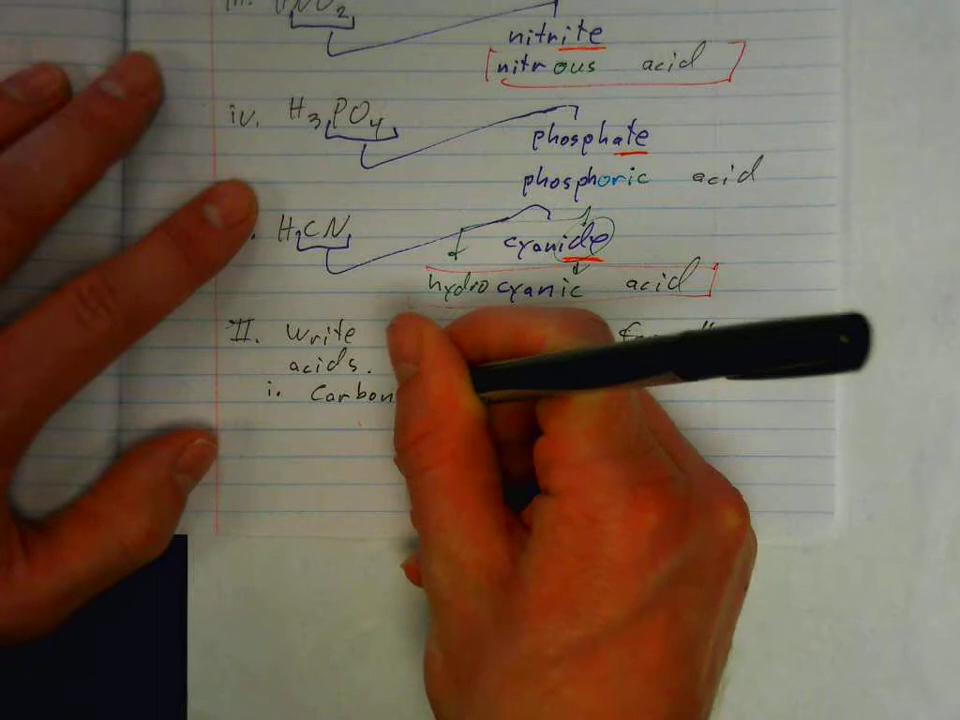 nitrite
nitrous acid
iv. H3PO4
phosphate
phosphoric acid
HCN
cyanide
hydrocyanic acid
II. Write
acids.
i. Carbon